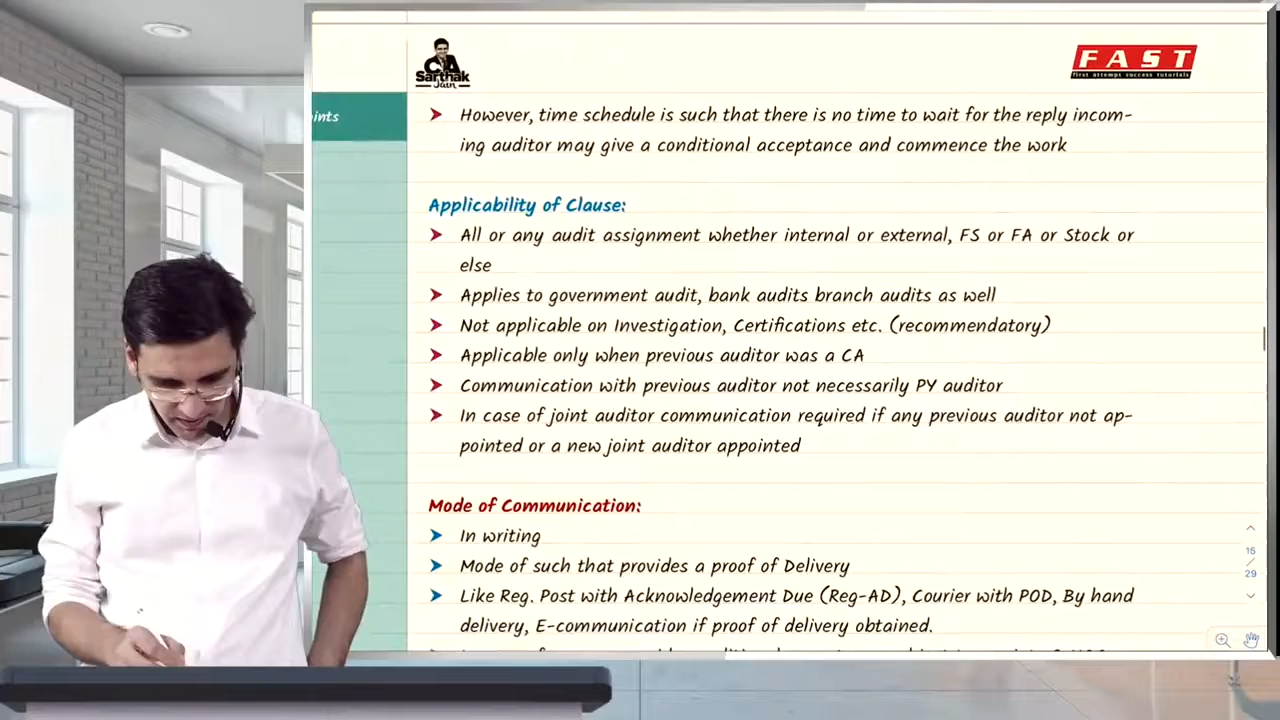 CA
Sarthak
Jain
FAST
first attempt success tutorials
ints
However, time schedule is such that there is no time to wait for the reply incom-
ing auditor may give a conditional acceptance and commence the work
Applicability of Clause:
All or any audit assignment whether internal or external, FS or FA or Stock or
else
Applies to government audit, bank audits branch audits as well
Not applicable on Investigation, Certifications etc. (recommendatory)
Applicable only when previous auditor was a CA
Communication with previous auditor not necessarily PY auditor
In case of joint auditor communication required if any previous auditor not ap-
pointed or a new joint auditor appointed
Mode of Communication:
In writing
Mode of such that provides a proof of Delivery
Like Reg. Post with Acknowledgement Due (Reg-AD), Courier with POD, By hand
delivery, E-communication if proof of delivery obtained.
15
/
29